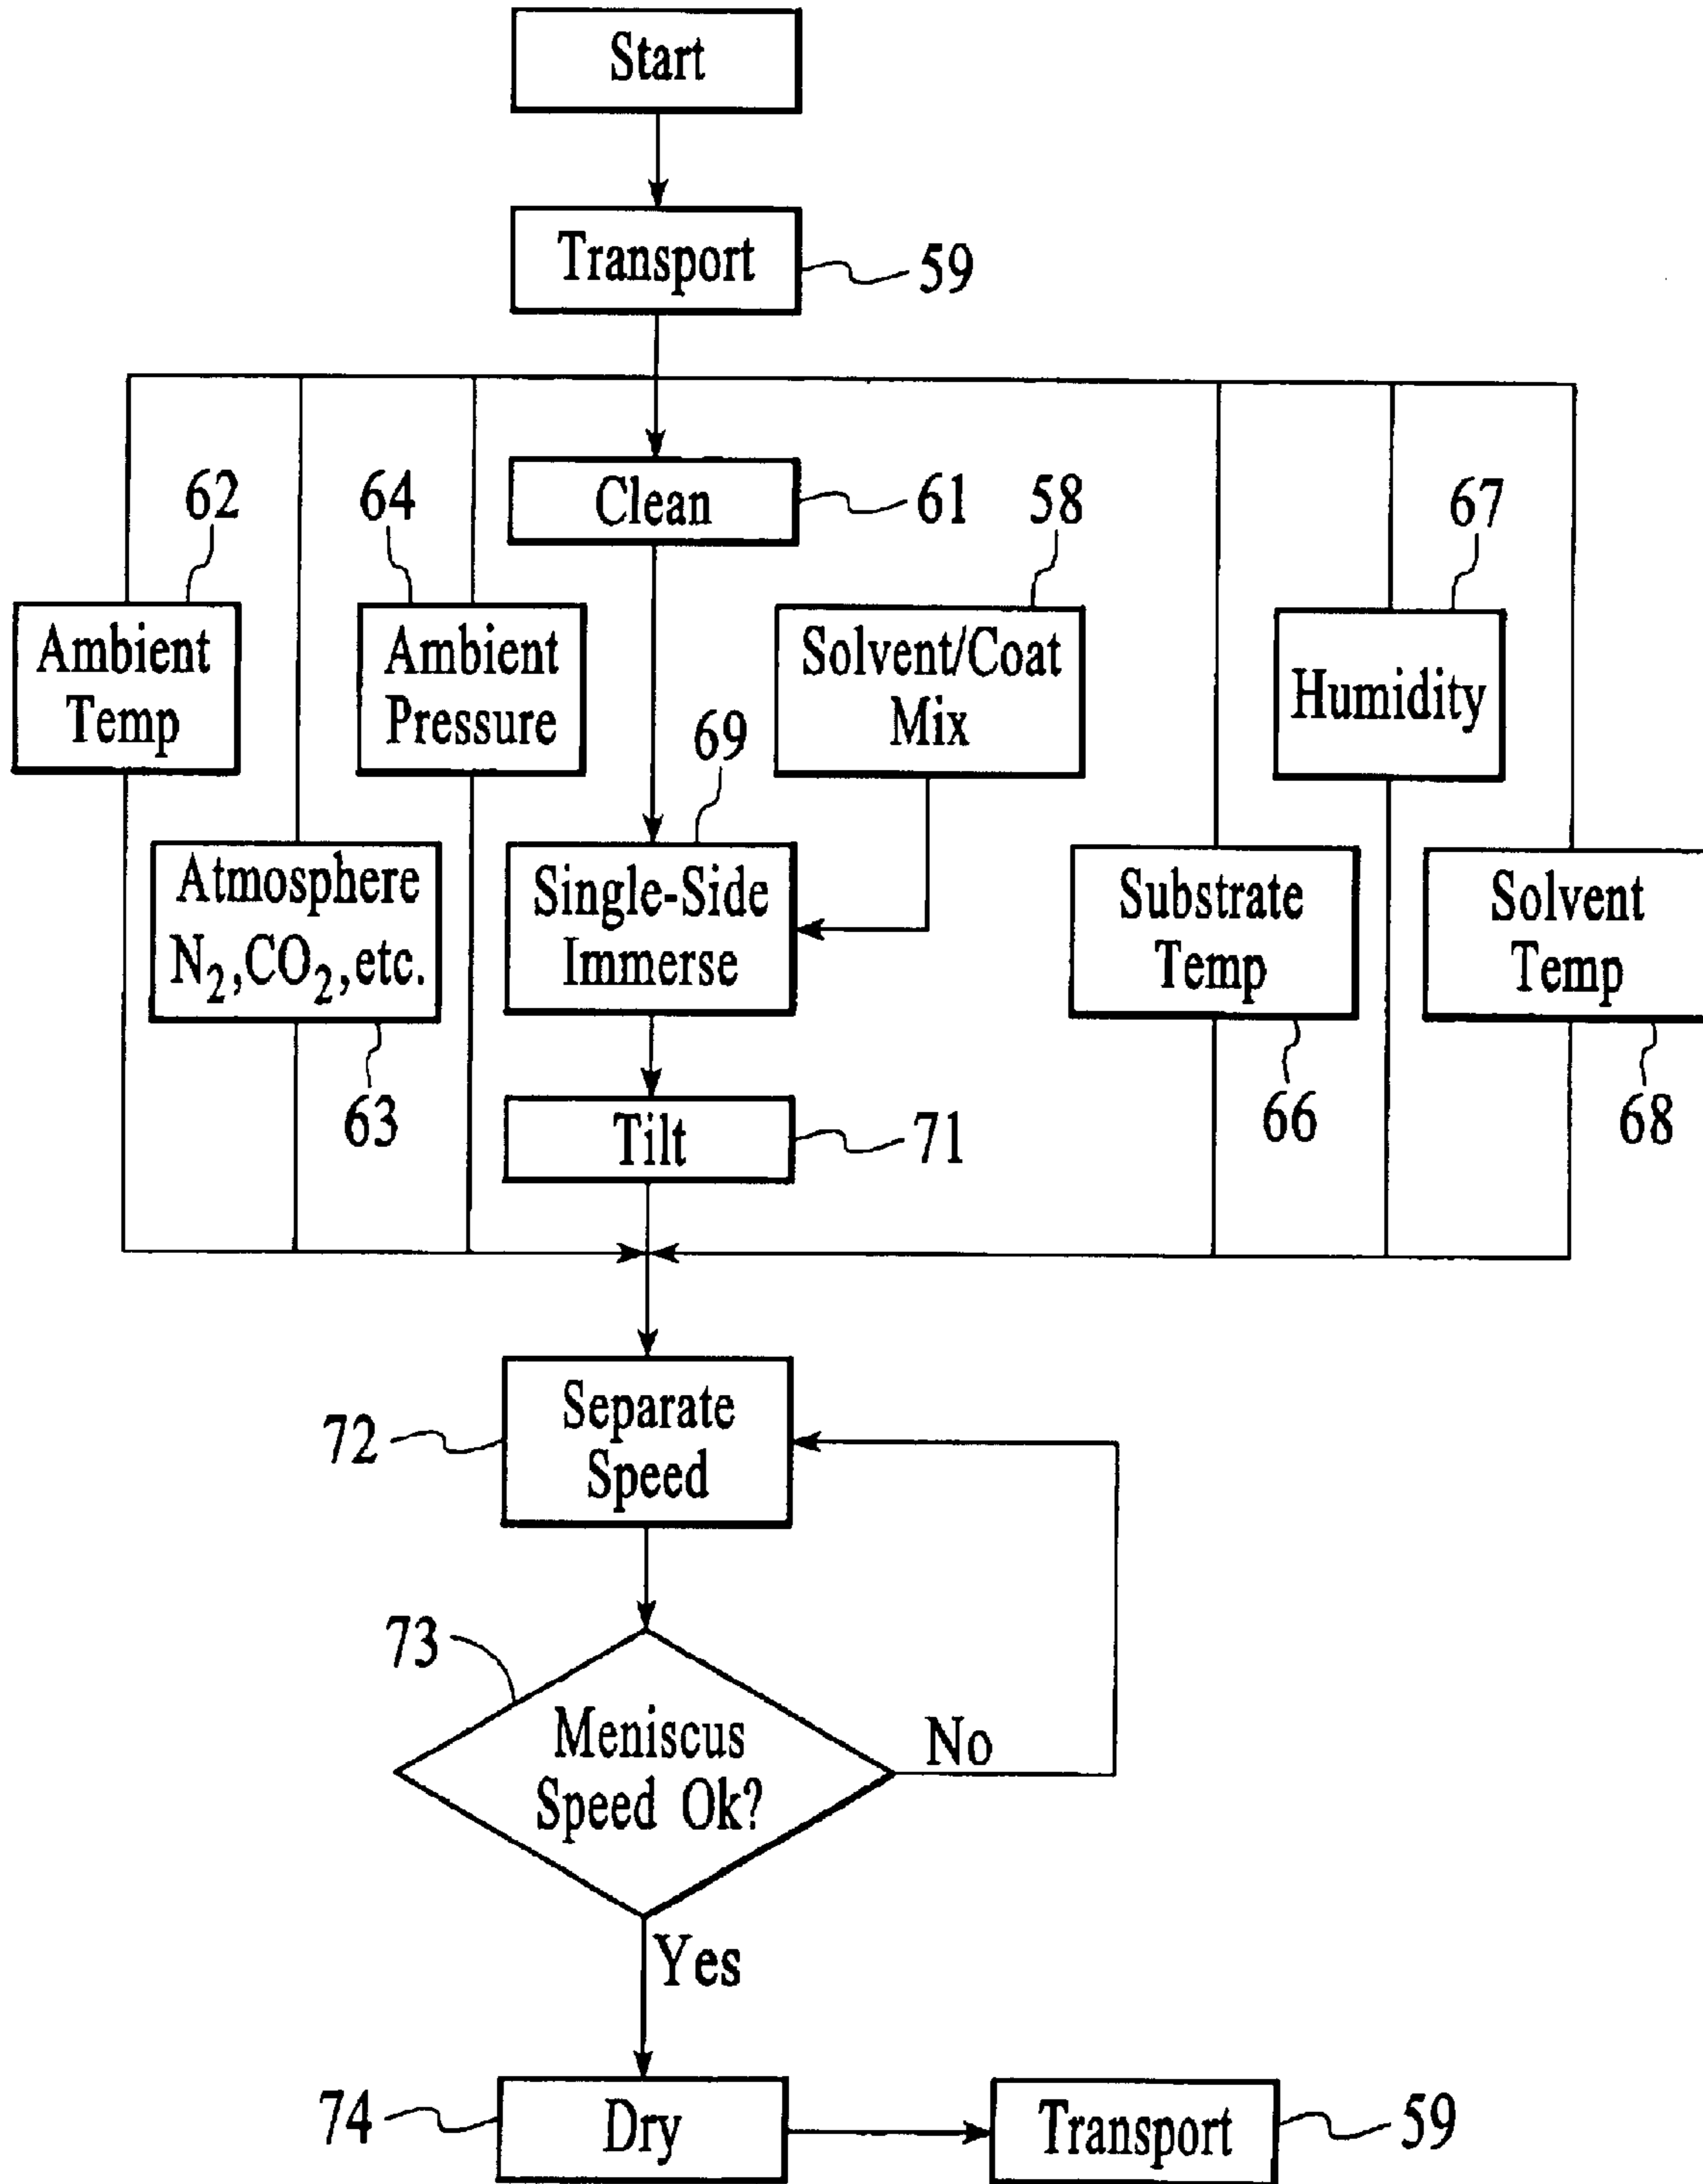 Start
Transport
59
Clean
61
62
64
58
67
Ambient
Temp
Ambient
Pressure
Solvent/Coat
Mix
Humidity
69
Atmosphere
N₂,CO₂,etc.
Single-Side
Immerse
Substrate
Temp
Solvent
Temp
63
Tilt
71
66
68
72
Separate
Speed
73
Meniscus
Speed Ok?
No
Yes
74
Dry
Transport
59